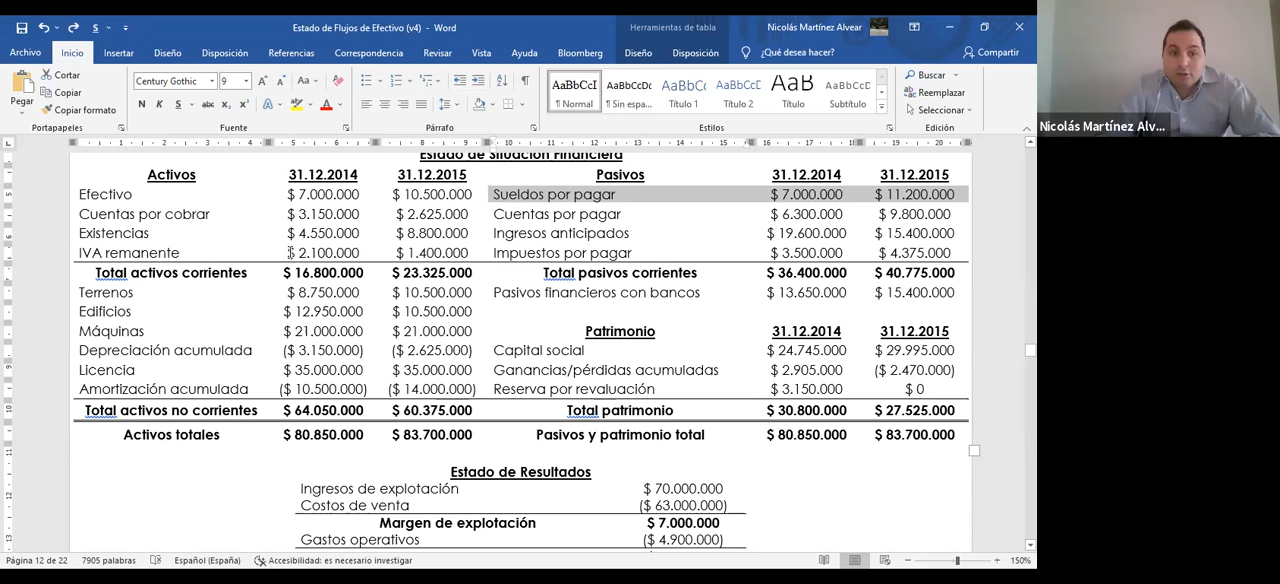 Estado de Flujos de Efectivo (v4) - Word
Herramientas de tabla
Nicolás Martínez Alvear
Archivo Inicio Insertar Diseño Disposición Referencias Correspondencia Revisar Vista Ayuda Bloomberg Diseño Disposición ¿Qué desea hacer? Compartir
Pegar
Cortar
Copiar
Copiar formato
Portapapeles
Century Gothic 9
N K S abc x₂ x²
Fuente
Párrafo
AaBbCcI AaBbCcDc AaBbC AaBbCcD AaB AaBbCcD
¶ Normal ¶ Sin espa... Título 1 Título 2 Título Subtítulo
Estilos
Buscar
Reemplazar
Seleccionar
Edición
Nicolás Martínez Alv...
Estado de Situación Financiera
Activos 31.12.2014 31.12.2015 Pasivos 31.12.2014 31.12.2015
Efectivo $ 7.000.000 $ 10.500.000 Sueldos por pagar $ 7.000.000 $ 11.200.000
Cuentas por cobrar $ 3.150.000 $ 2.625.000 Cuentas por pagar $ 6.300.000 $ 9.800.000
Existencias $ 4.550.000 $ 8.800.000 Ingresos anticipados $ 19.600.000 $ 15.400.000
IVA remanente $ 2.100.000 $ 1.400.000 Impuestos por pagar $ 3.500.000 $ 4.375.000
Total activos corrientes $ 16.800.000 $ 23.325.000 Total pasivos corrientes $ 36.400.000 $ 40.775.000
Terrenos $ 8.750.000 $ 10.500.000 Pasivos financieros con bancos $ 13.650.000 $ 15.400.000
Edificios $ 12.950.000 $ 10.500.000
Máquinas $ 21.000.000 $ 21.000.000 Patrimonio 31.12.2014 31.12.2015
Depreciación acumulada ($ 3.150.000) ($ 2.625.000) Capital social $ 24.745.000 $ 29.995.000
Licencia $ 35.000.000 $ 35.000.000 Ganancias/pérdidas acumuladas $ 2.905.000 ($ 2.470.000)
Amortización acumulada ($ 10.500.000) ($ 14.000.000) Reserva por revaluación $ 3.150.000 $ 0
Total activos no corrientes $ 64.050.000 $ 60.375.000 Total patrimonio $ 30.800.000 $ 27.525.000
Activos totales $ 80.850.000 $ 83.700.000 Pasivos y patrimonio total $ 80.850.000 $ 83.700.000
Estado de Resultados
Ingresos de explotación $ 70.000.000
Costos de venta ($ 63.000.000)
Margen de explotación $ 7.000.000
Gastos operativos ($ 4.900.000)
Página 12 de 22 7905 palabras Español (España) Accesibilidad: es necesario investigar 150%